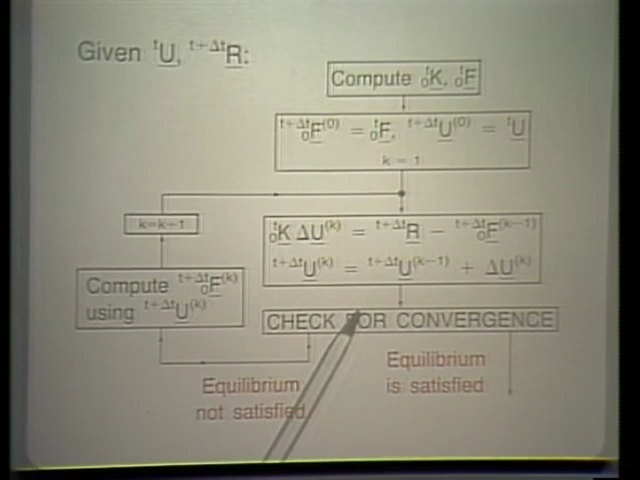 Given ᵗU, ᵗ⁺ᐞᵗR:
Compute ᵗ₀K, ᵗ₀F
ᵗ⁺ᐞᵗ₀F⁽⁰⁾ = ᵗ₀F, ᵗ⁺ᐞᵗU⁽⁰⁾ = ᵗU
k = 1
k=k+1
ᵗ₀K ΔU⁽ᵏ⁾ = ᵗ⁺ᐞᵗR − ᵗ⁺ᐞᵗ₀F⁽ᵏ⁻¹⁾
ᵗ⁺ᐞᵗU⁽ᵏ⁾ = ᵗ⁺ᐞᵗU⁽ᵏ⁻¹⁾ + ΔU⁽ᵏ⁾
Compute ᵗ⁺ᐞᵗ₀F⁽ᵏ⁾
using ᵗ⁺ᐞᵗU⁽ᵏ⁾
CHECK FOR CONVERGENCE
Equilibrium
not satisfied
Equilibrium
is satisfied